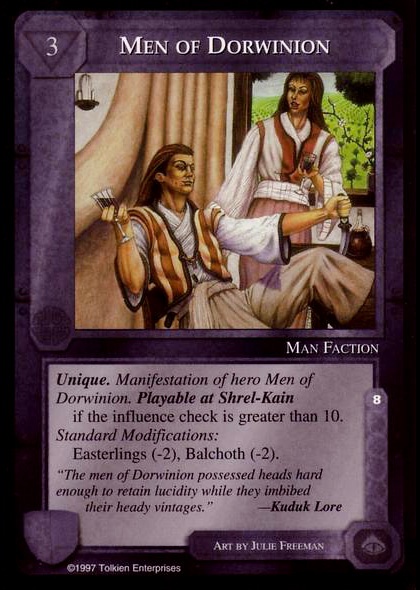 3
MEN OF DORWINION
MAN FACTION
Unique. Manifestation of hero Men of
Dorwinion. Playable at Shrel-Kain
if the influence check is greater than 10.
Standard Modifications:
Easterlings (-2), Balchoth (-2).
8
“The men of Dorwinion possessed heads hard
enough to retain lucidity while they imbibed
their heady vintages.” —Kuduk Lore
ART BY JULIE FREEMAN
©1997 Tolkien Enterprises